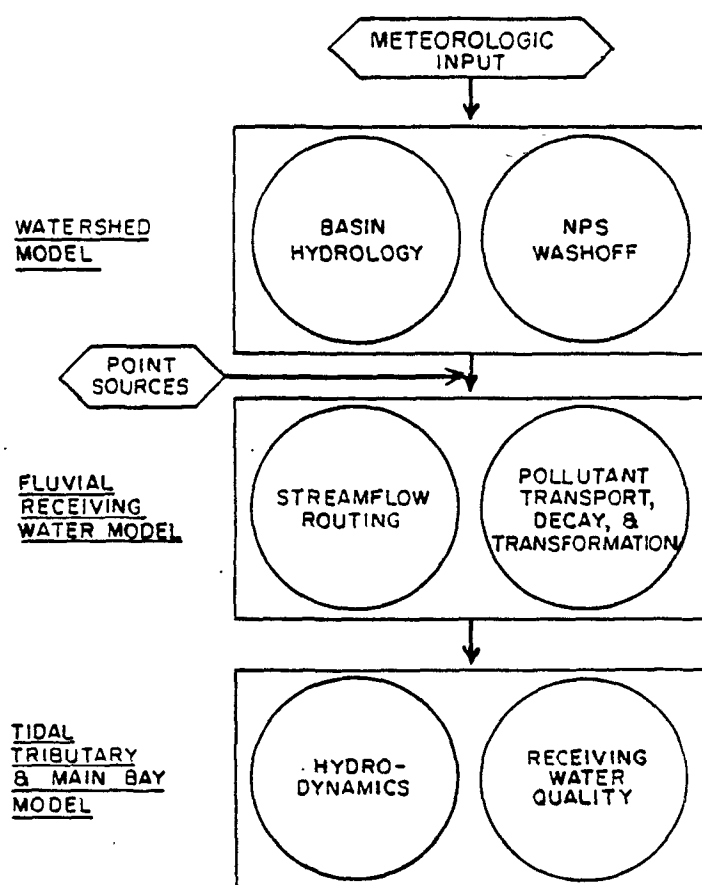 METEOROLOGIC
INPUT
WATERSHED
MODEL
BASIN
HYDROLOGY
NPS
WASHOFF
POINT
SOURCES
FLUVIAL
RECEIVING
WATER MODEL
STREAMFLOW
ROUTING
POLLUTANT
TRANSPORT,
DECAY, &
TRANSFORMATION
TIDAL
TRIBUTARY
& MAIN BAY
MODEL
HYDRO-
DYNAMICS
RECEIVING
WATER
QUALITY